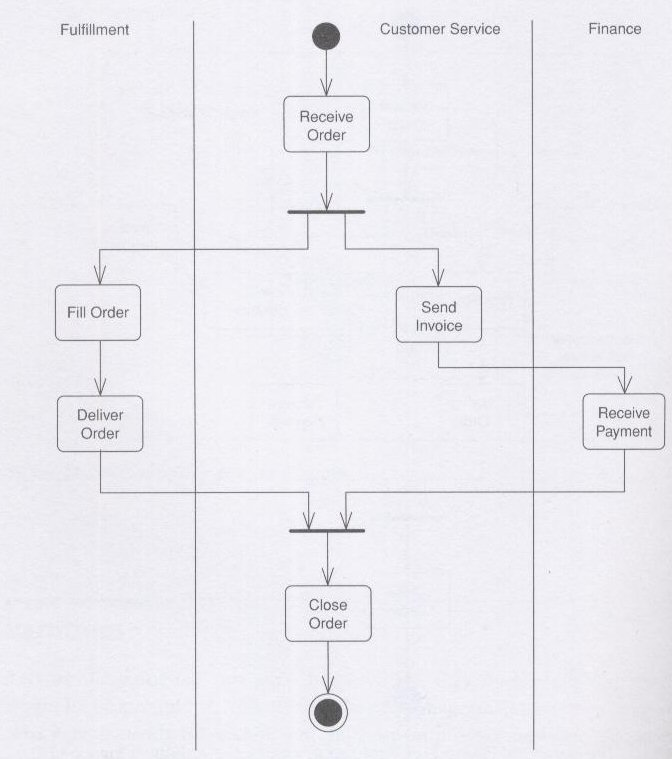 Fulfillment
Customer Service
Finance
Receive
Order
Fill Order
Send
Invoice
Deliver
Order
Receive
Payment
Close
Order